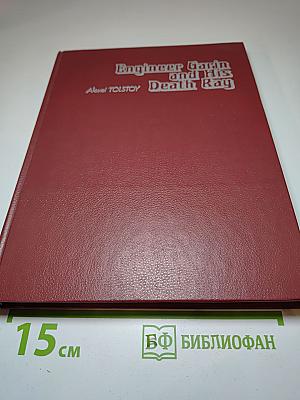 Engineer Garin
and His
Alexei TOLSTOY
Death Ray
15 см
БФ БИБЛИОФАН